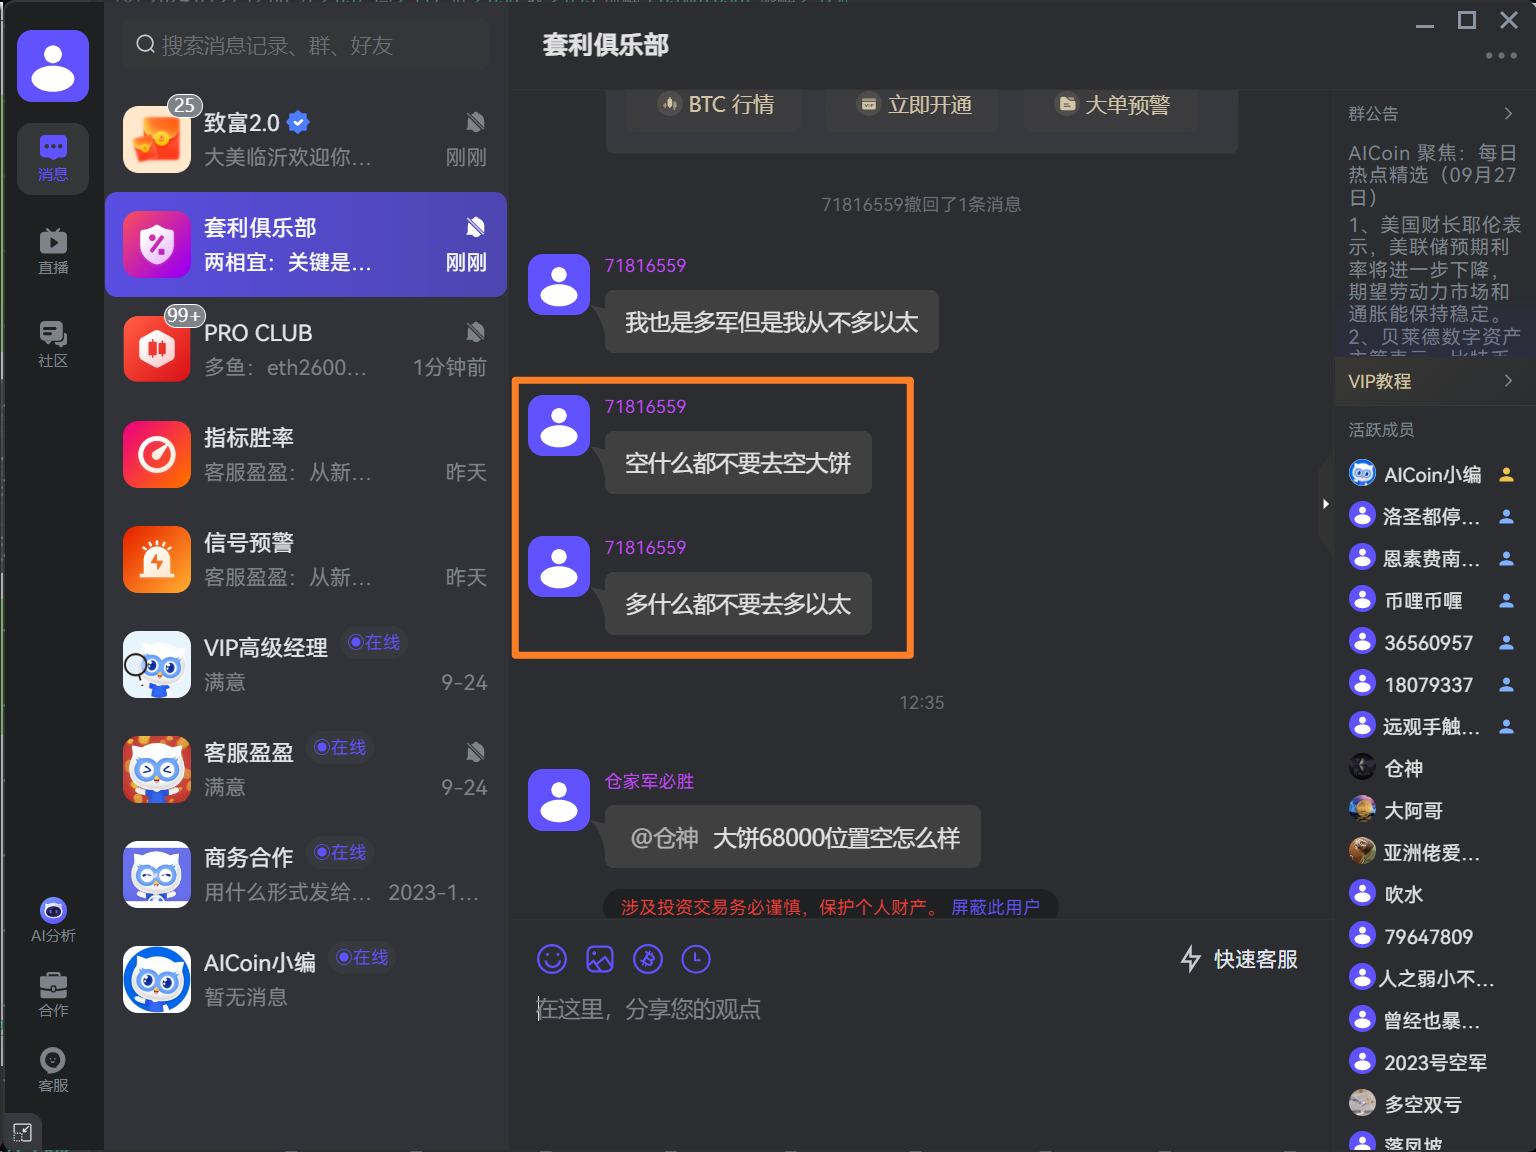 消息
直播
社区
AI分析
合作
客服
搜索消息记录、群、好友
25
致富2.0
大美临沂欢迎你…
刚刚
套利俱乐部
两相宜：关键是…
刚刚
99+
PRO CLUB
多鱼：eth2600…
1分钟前
指标胜率
客服盈盈：从新…
昨天
信号预警
客服盈盈：从新…
昨天
VIP高级经理
在线
满意
9-24
客服盈盈
在线
满意
9-24
商务合作
在线
用什么形式发给…
2023-1…
AICoin小编
在线
暂无消息
套利俱乐部
BTC 行情
立即开通
大单预警
71816559撤回了1条消息
71816559
我也是多军但是我从不多以太
71816559
空什么都不要去空大饼
71816559
多什么都不要去多以太
12:35
仓家军必胜
@仓神 大饼68000位置空怎么样
涉及投资交易务必谨慎，保护个人财产。 屏蔽此用户
快速客服
在这里，分享您的观点
群公告
AICoin 聚焦：每日
热点精选（09月27
日）
1、美国财长耶伦表
示，美联储预期利
率将进一步下降，
期望劳动力市场和
通胀能保持稳定。
2、贝莱德数字资产
VIP教程
活跃成员
AICoin小编
洛圣都停…
恩素费南…
币哩币喱
36560957
18079337
远观手触…
仓神
大阿哥
亚洲佬爱…
吹水
79647809
人之弱小不…
曾经也暴…
2023号空军
多空双亏
落凤坡